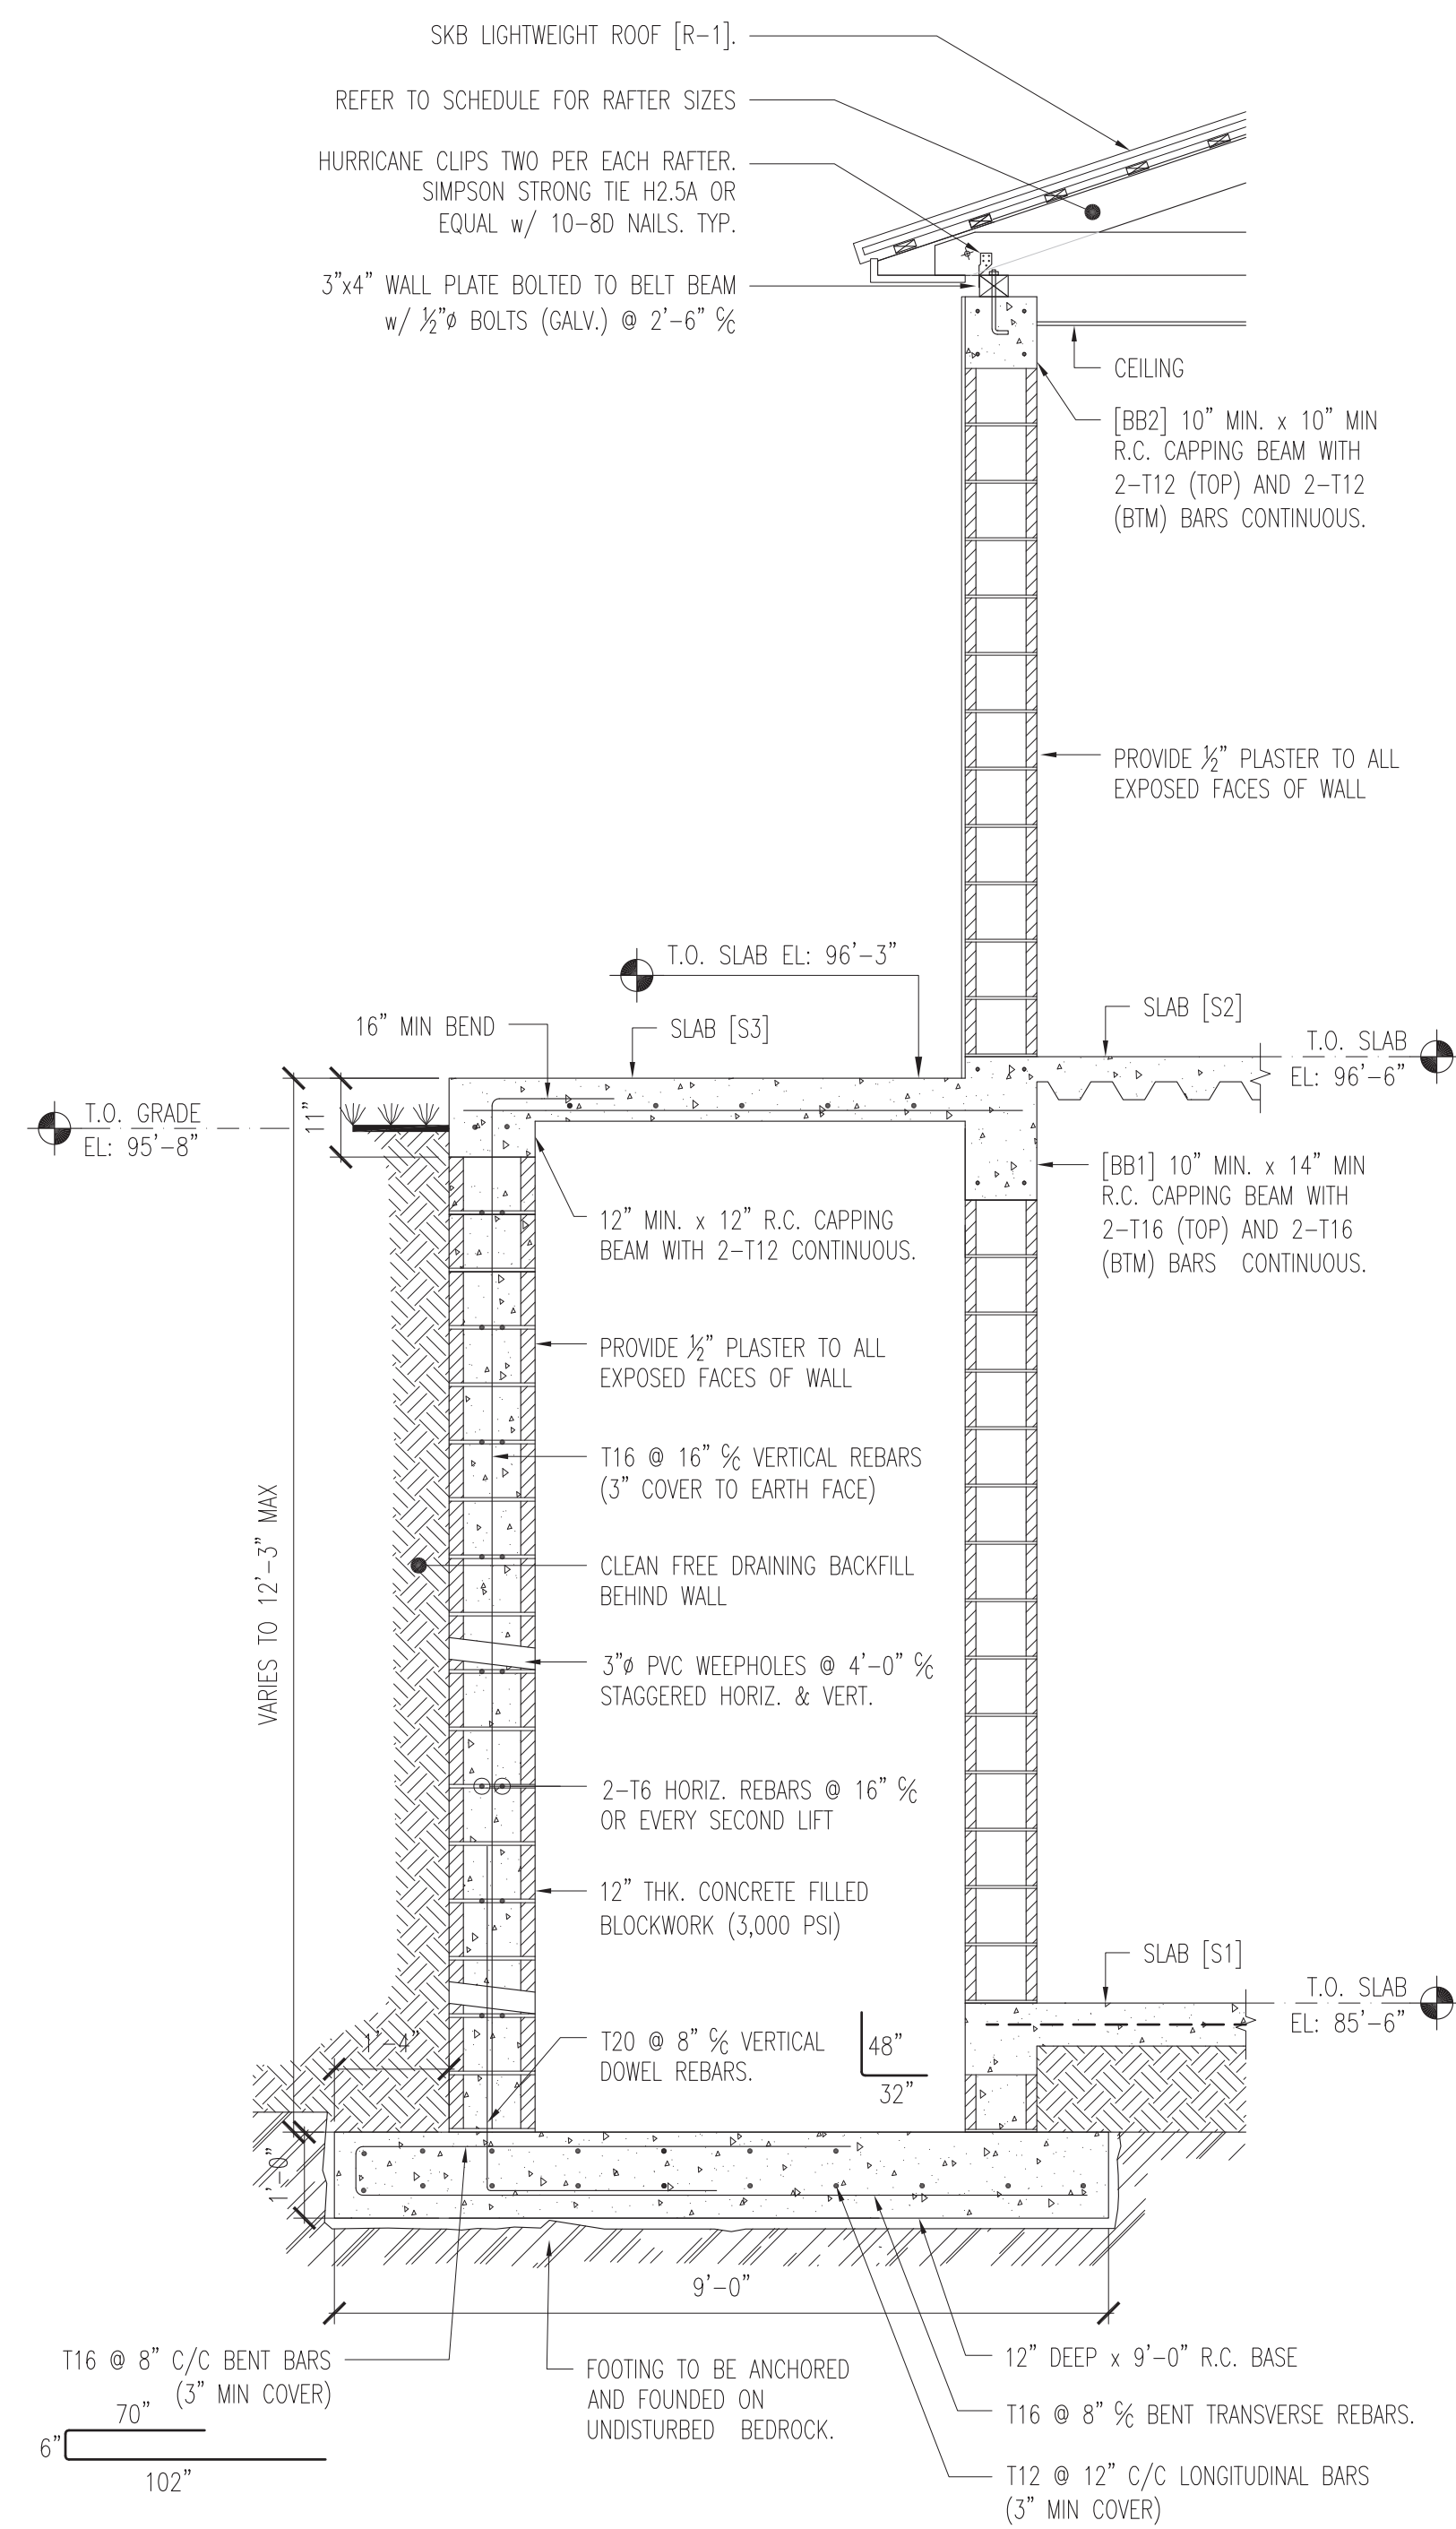 SKB LIGHTWEIGHT ROOF [R-1].
REFER TO SCHEDULE FOR RAFTER SIZES
HURRICANE CLIPS TWO PER EACH RAFTER.
SIMPSON STRONG TIE H2.5A OR
EQUAL w/ 10-8D NAILS. TYP.
3"x4" WALL PLATE BOLTED TO BELT BEAM
w/ ½"ø BOLTS (GALV.) @ 2'-6" ℄
CEILING
[BB2] 10" MIN. x 10" MIN
R.C. CAPPING BEAM WITH
2-T12 (TOP) AND 2-T12
(BTM) BARS CONTINUOUS.
PROVIDE ½" PLASTER TO ALL
EXPOSED FACES OF WALL
T.O. SLAB EL: 96'-3"
16" MIN BEND
SLAB [S3]
SLAB [S2]
T.O. SLAB
EL: 96'-6"
T.O. GRADE
EL: 95'-8"
11"
[BB1] 10" MIN. x 14" MIN
R.C. CAPPING BEAM WITH
2-T16 (TOP) AND 2-T16
(BTM) BARS CONTINUOUS.
12" MIN. x 12" R.C. CAPPING
BEAM WITH 2-T12 CONTINUOUS.
PROVIDE ½" PLASTER TO ALL
EXPOSED FACES OF WALL
T16 @ 16" ℄ VERTICAL REBARS
(3" COVER TO EARTH FACE)
VARIES TO 12'-3" MAX
CLEAN FREE DRAINING BACKFILL
BEHIND WALL
3"ø PVC WEEPHOLES @ 4'-0" ℄
STAGGERED HORIZ. & VERT.
2-T6 HORIZ. REBARS @ 16" ℄
OR EVERY SECOND LIFT
12" THK. CONCRETE FILLED
BLOCKWORK (3,000 PSI)
SLAB [S1]
T.O. SLAB
EL: 85'-6"
1'-4"
T20 @ 8" ℄ VERTICAL
DOWEL REBARS.
48"
32"
1'-0"
9'-0"
T16 @ 8" C/C BENT BARS
(3" MIN COVER)
70"
6"
102"
FOOTING TO BE ANCHORED
AND FOUNDED ON
UNDISTURBED BEDROCK.
12" DEEP x 9'-0" R.C. BASE
T16 @ 8" ℄ BENT TRANSVERSE REBARS.
T12 @ 12" C/C LONGITUDINAL BARS
(3" MIN COVER)